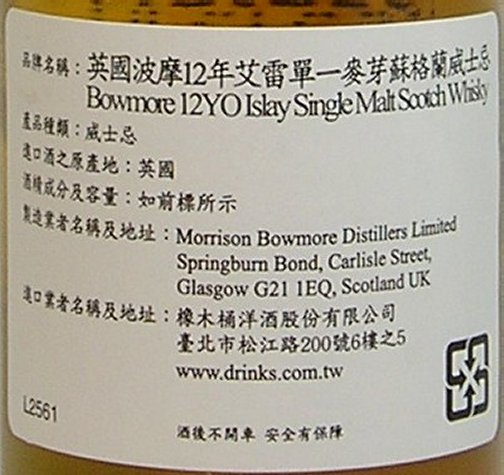 品牌名稱：英國波摩12年艾雷單一麥芽蘇格蘭威士忌
Bowmore 12YO Islay Single Malt Scotch Whisky
產品種類：威士忌
進口酒之原產地：英國
酒精成分及容量：如前標所示
製造業者名稱及地址：Morrison Bowmore Distillers Limited
Springburn Bond, Carlisle Street,
Glasgow G21 1EQ, Scotland UK
進口業者名稱及地址：橡木桶洋酒股份有限公司
臺北市松江路200號6樓之5
www.drinks.com.tw
L2561
酒後不開車 安全有保障